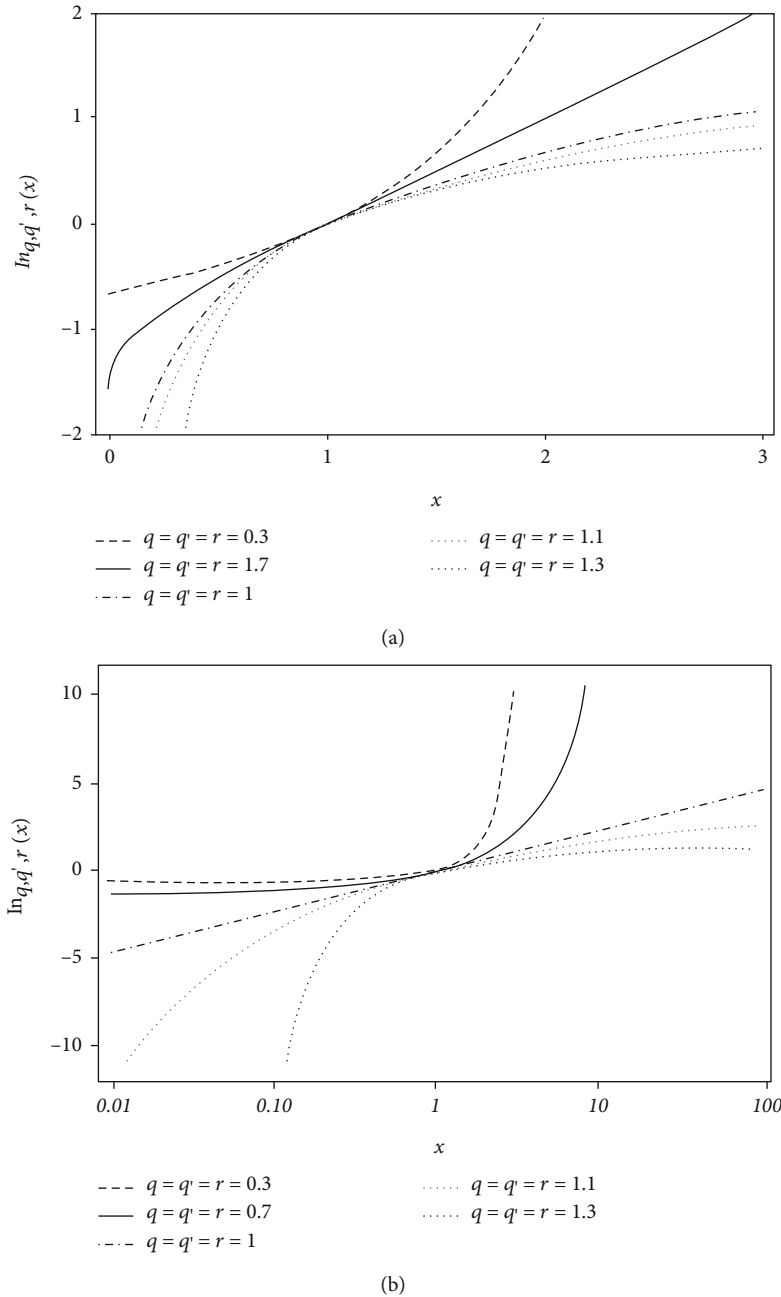 2
1
0
−1
−2
In q,q' ,r (x)
0
1
2
3
x
q = q' = r = 0.3
q = q' = r = 1.1
q = q' = r = 1.7
q = q' = r = 1.3
q = q' = r = 1
(a)
10
5
0
−5
−10
In q,q' ,r (x)
0.01
0.10
1
10
100
x
q = q' = r = 0.3
q = q' = r = 1.1
q = q' = r = 0.7
q = q' = r = 1.3
q = q' = r = 1
(b)